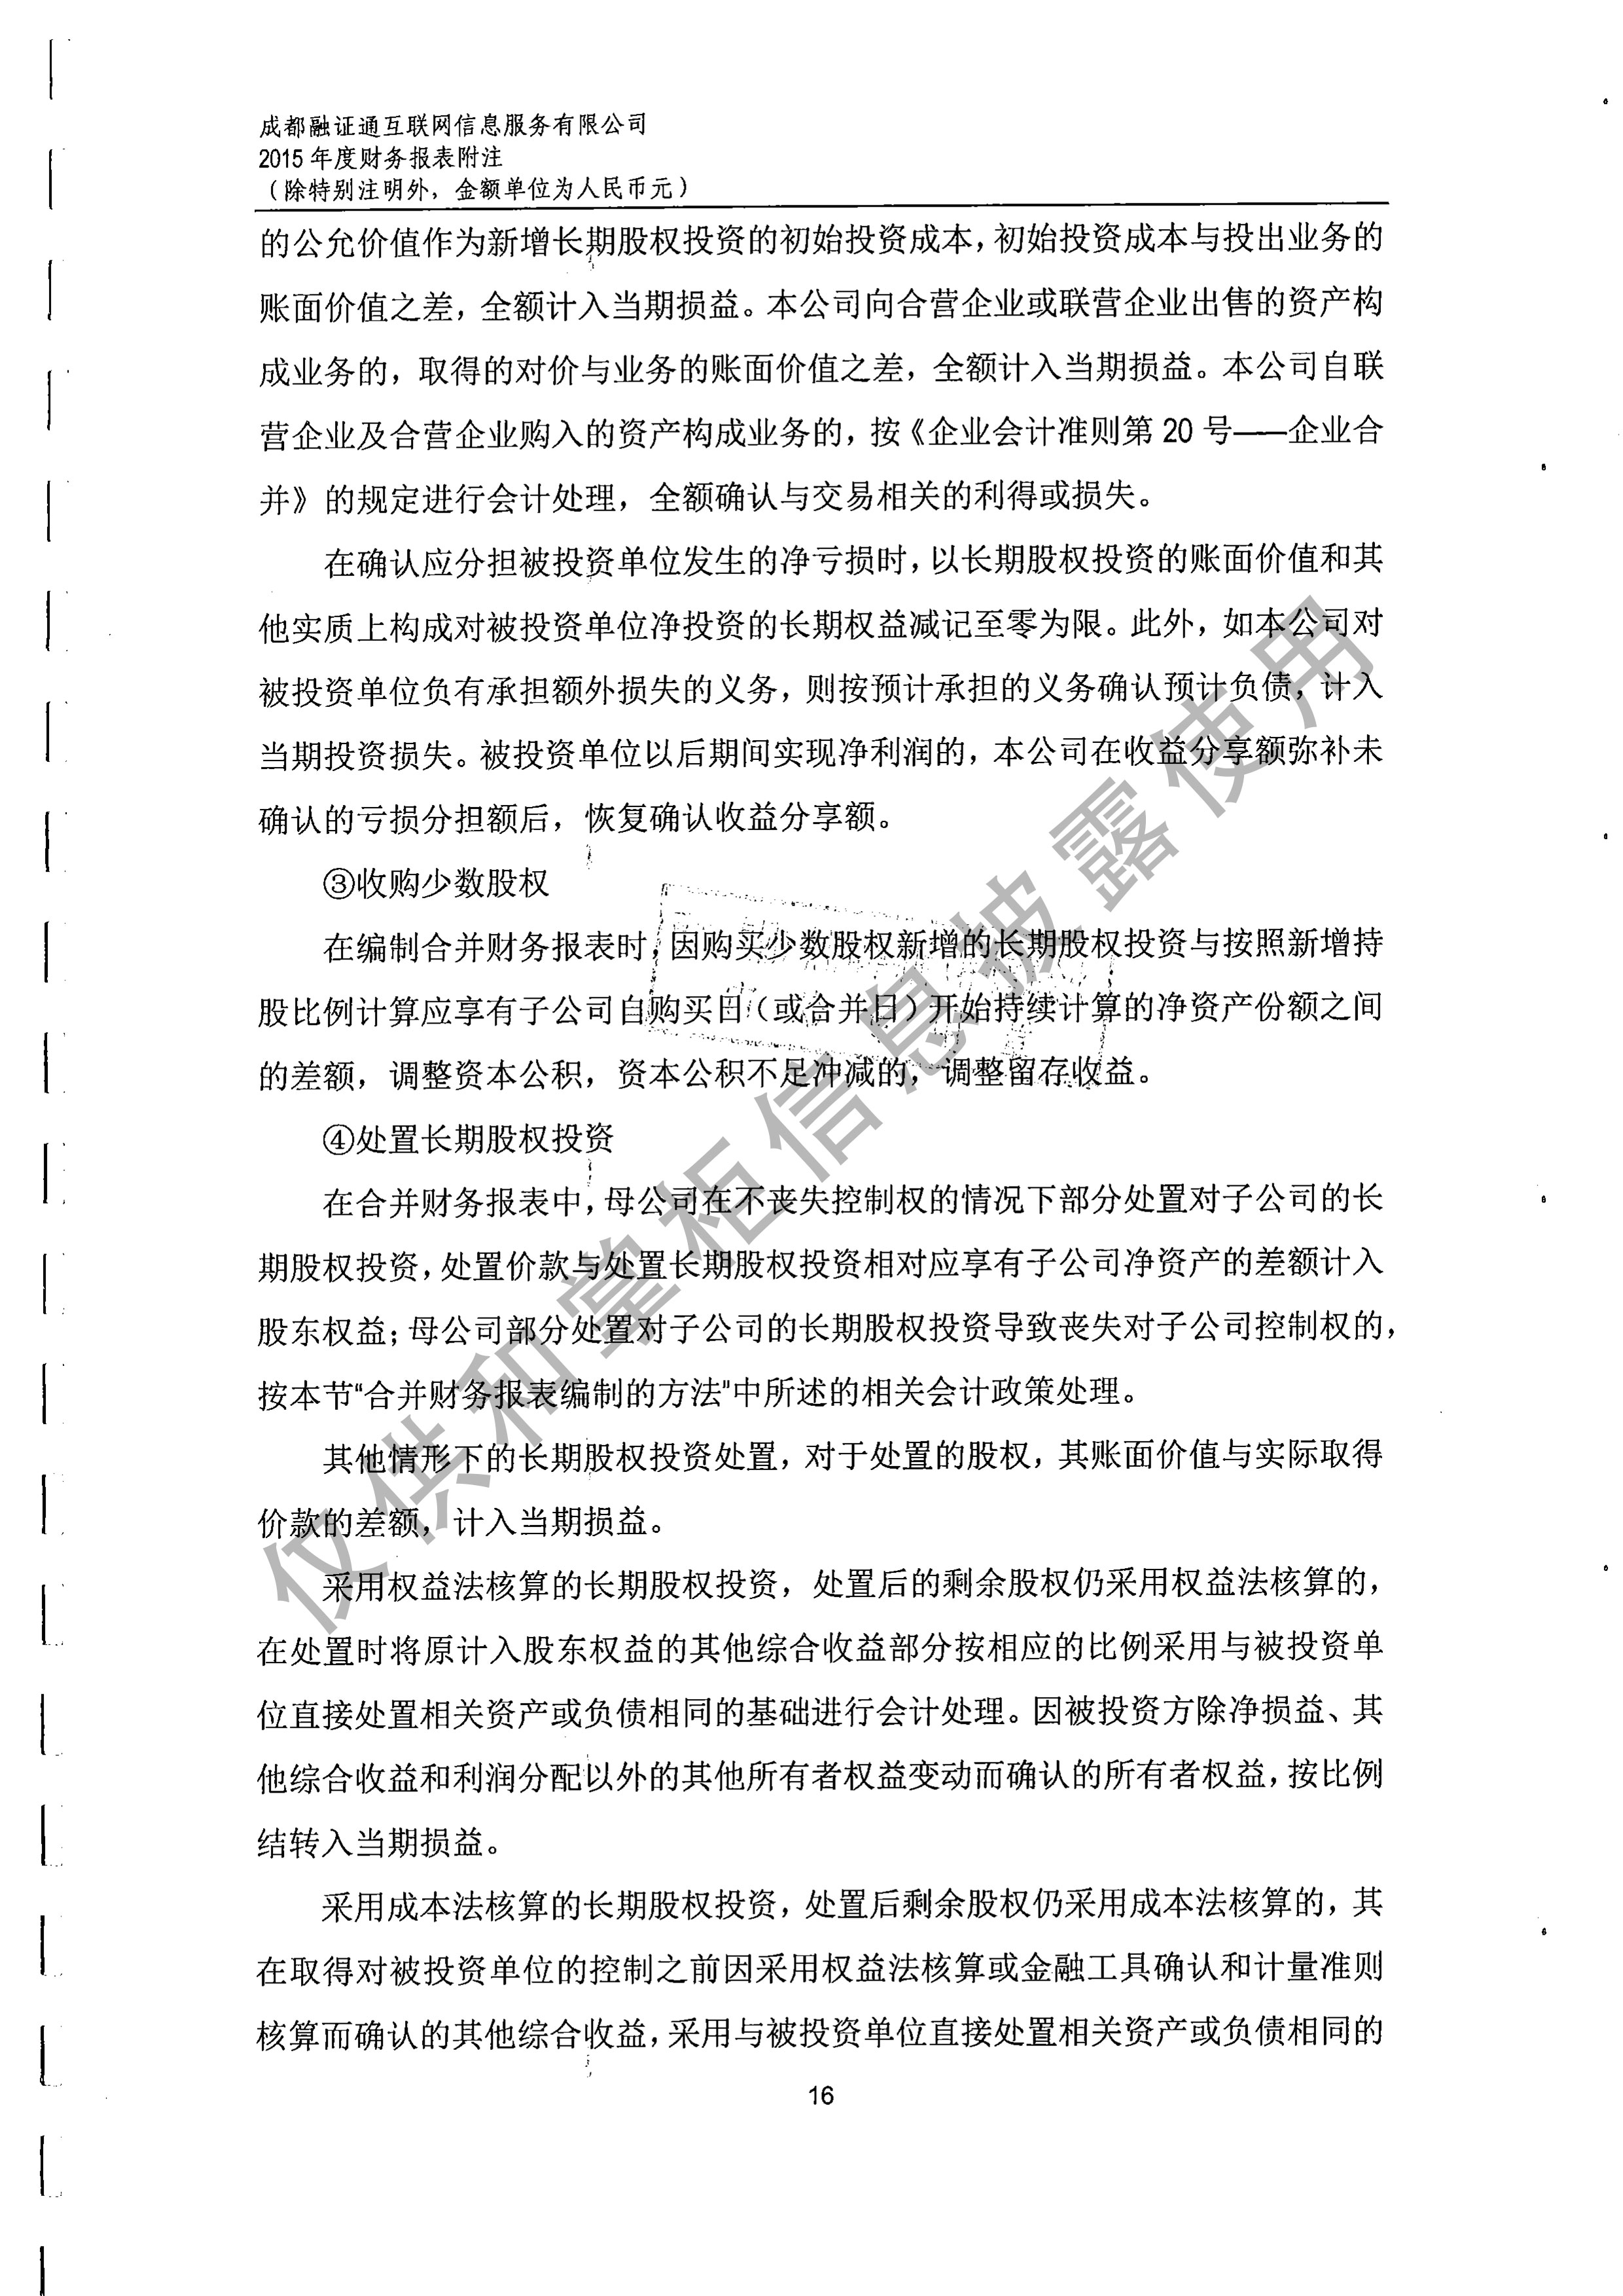 成都融证通互联网信息服务有限公司
2015 年度财务报表附注
（除特别注明外，金额单位为人民币元）
的公允价值作为新增长期股权投资的初始投资成本，初始投资成本与投出业务的
账面价值之差，全额计入当期损益。本公司向合营企业或联营企业出售的资产构
成业务的，取得的对价与业务的账面价值之差，全额计入当期损益。本公司自联
营企业及合营企业购入的资产构成业务的，按《企业会计准则第 20 号——企业合
并》的规定进行会计处理，全额确认与交易相关的利得或损失。
在确认应分担被投资单位发生的净亏损时，以长期股权投资的账面价值和其
他实质上构成对被投资单位净投资的长期权益减记至零为限。此外，如本公司对
被投资单位负有承担额外损失的义务，则按预计承担的义务确认预计负债，计入
当期投资损失。被投资单位以后期间实现净利润的，本公司在收益分享额弥补未
确认的亏损分担额后，恢复确认收益分享额。
③收购少数股权
在编制合并财务报表时，因购买少数股权新增的长期股权投资与按照新增持
股比例计算应享有子公司自购买日（或合并日）开始持续计算的净资产份额之间
的差额，调整资本公积，资本公积不足冲减的，调整留存收益。
④处置长期股权投资
在合并财务报表中，母公司在不丧失控制权的情况下部分处置对子公司的长
期股权投资，处置价款与处置长期股权投资相对应享有子公司净资产的差额计入
股东权益；母公司部分处置对子公司的长期股权投资导致丧失对子公司控制权的，
按本节“合并财务报表编制的方法”中所述的相关会计政策处理。
其他情形下的长期股权投资处置，对于处置的股权，其账面价值与实际取得
价款的差额，计入当期损益。
采用权益法核算的长期股权投资，处置后的剩余股权仍采用权益法核算的，
在处置时将原计入股东权益的其他综合收益部分按相应的比例采用与被投资单
位直接处置相关资产或负债相同的基础进行会计处理。因被投资方除净损益、其
他综合收益和利润分配以外的其他所有者权益变动而确认的所有者权益，按比例
结转入当期损益。
采用成本法核算的长期股权投资，处置后剩余股权仍采用成本法核算的，其
在取得对被投资单位的控制之前因采用权益法核算或金融工具确认和计量准则
核算而确认的其他综合收益，采用与被投资单位直接处置相关资产或负债相同的
16
仅供和掌柜信息披露使用